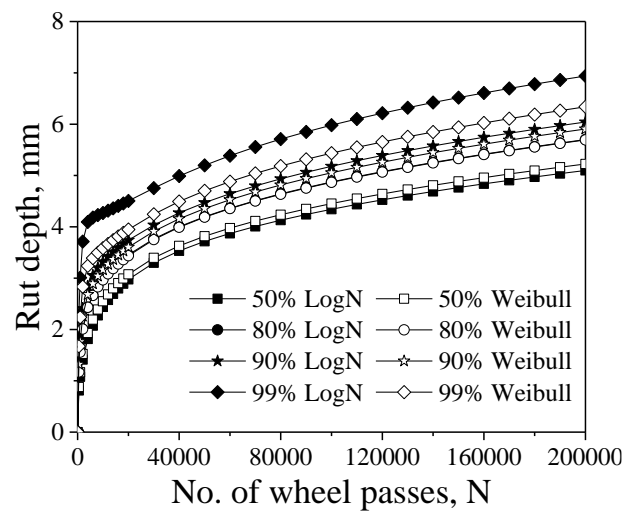 8
6
4
2
0
Rut depth, mm
50% LogN 50% Weibull
80% LogN 80% Weibull
90% LogN 90% Weibull
99% LogN 99% Weibull
0 40000 80000 120000 160000 200000
No. of wheel passes, N